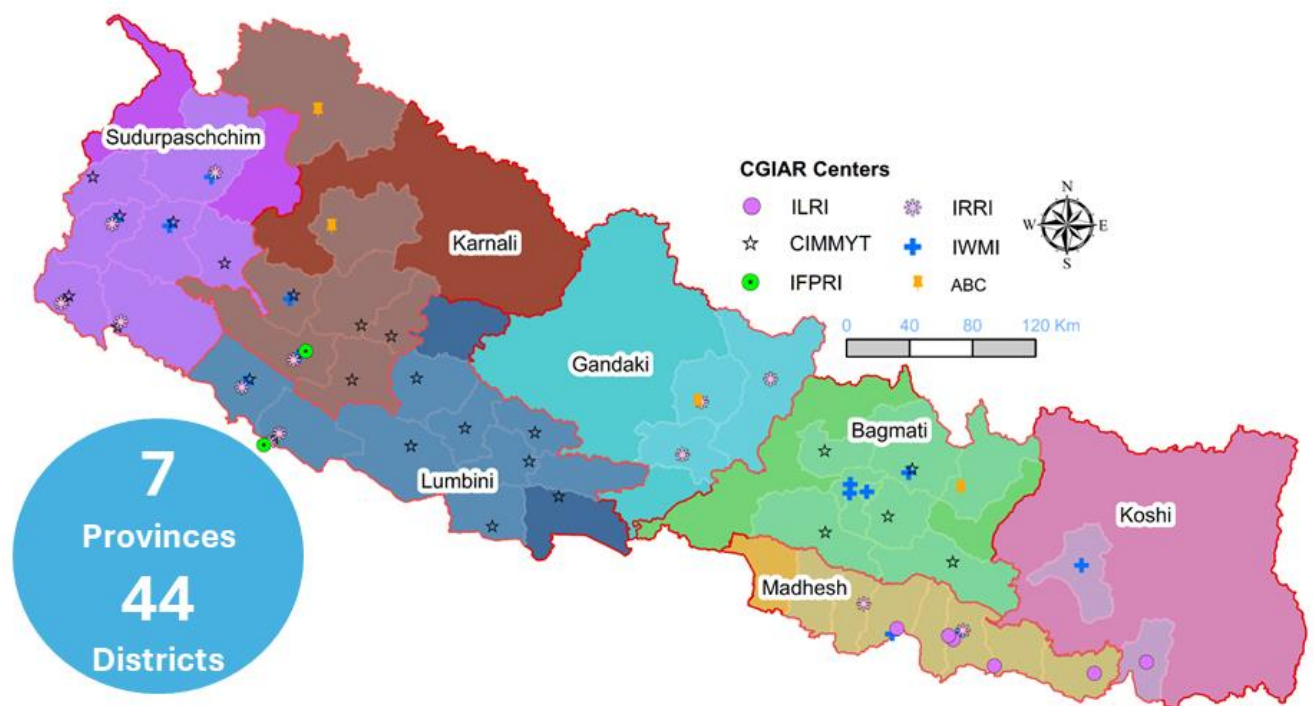 Sudurpaschchim
Karnali
Gandaki
Lumbini
Bagmati
Madhesh
Koshi
CGIAR Centers
ILRI
IRRI
CIMMYT
IWMI
IFPRI
ABC
N
W
E
S
0
40
80
120 Km
7
Provinces
44
Districts